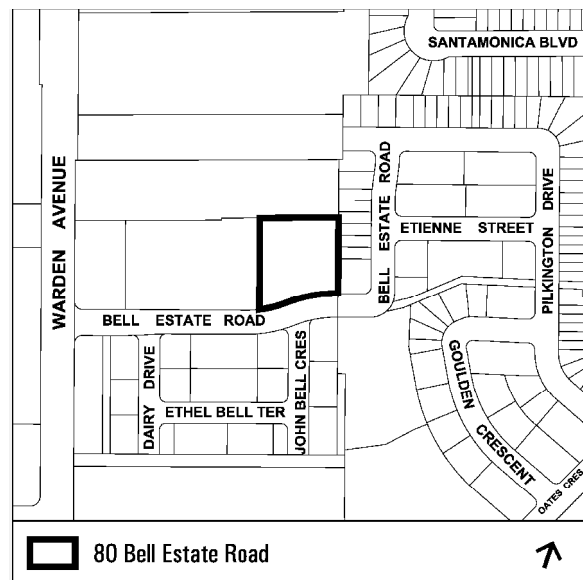 SANTAMONICA BLVD
WARDEN AVENUE
BELL ESTATE ROAD
ETIENNE STREET
PILKINGTON DRIVE
BELL ESTATE ROAD
DAIRY DRIVE
ETHEL BELL TER
JOHN BELL CRES
GOULDEN CRESCENT
OATES CRES
80 Bell Estate Road